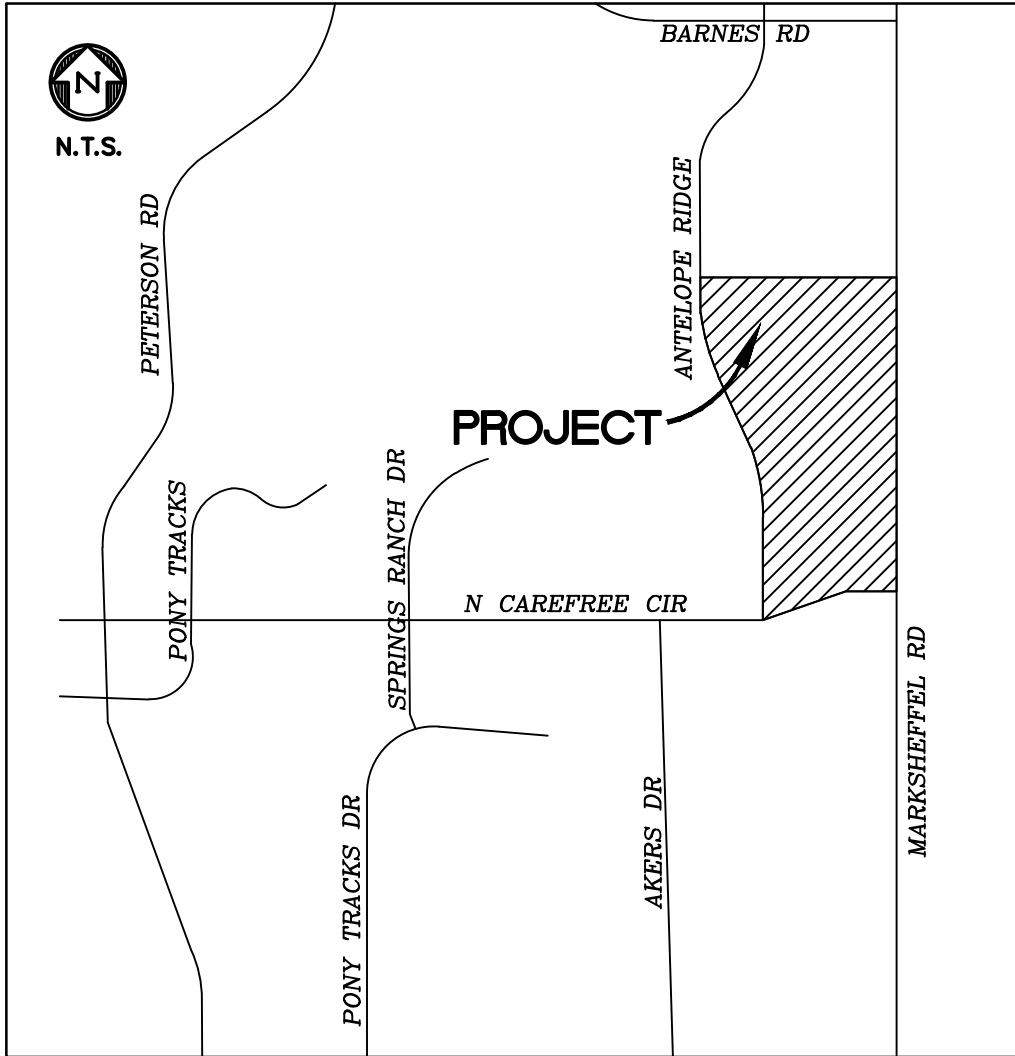 BARNES RD
N
N.T.S.
PETERSON RD
ANTELOPE RIDGE
PROJECT
SPRINGS RANCH DR
PONY TRACKS
N CAREFREE CIR
MARKSHEFFEL RD
AKERS DR
PONY TRACKS DR